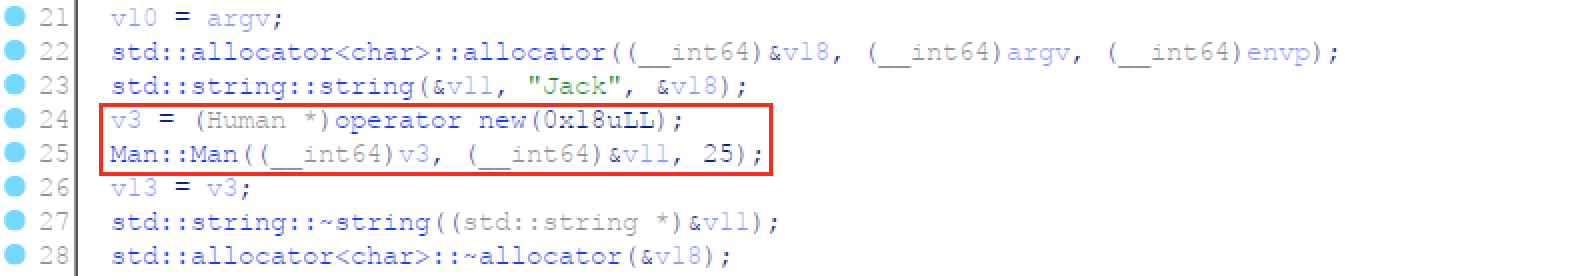 21 v10 = argv;
22 std::allocator<char>::allocator((__int64)&v18, (__int64)argv, (__int64)envp);
23 std::string::string(&v11, "Jack", &v18);
24 v3 = (Human *)operator new(0x18uLL);
25 Man::Man((__int64)v3, (__int64)&v11, 25);
26 v13 = v3;
27 std::string::~string((std::string *)&v11);
28 std::allocator<char>::~allocator(&v18);